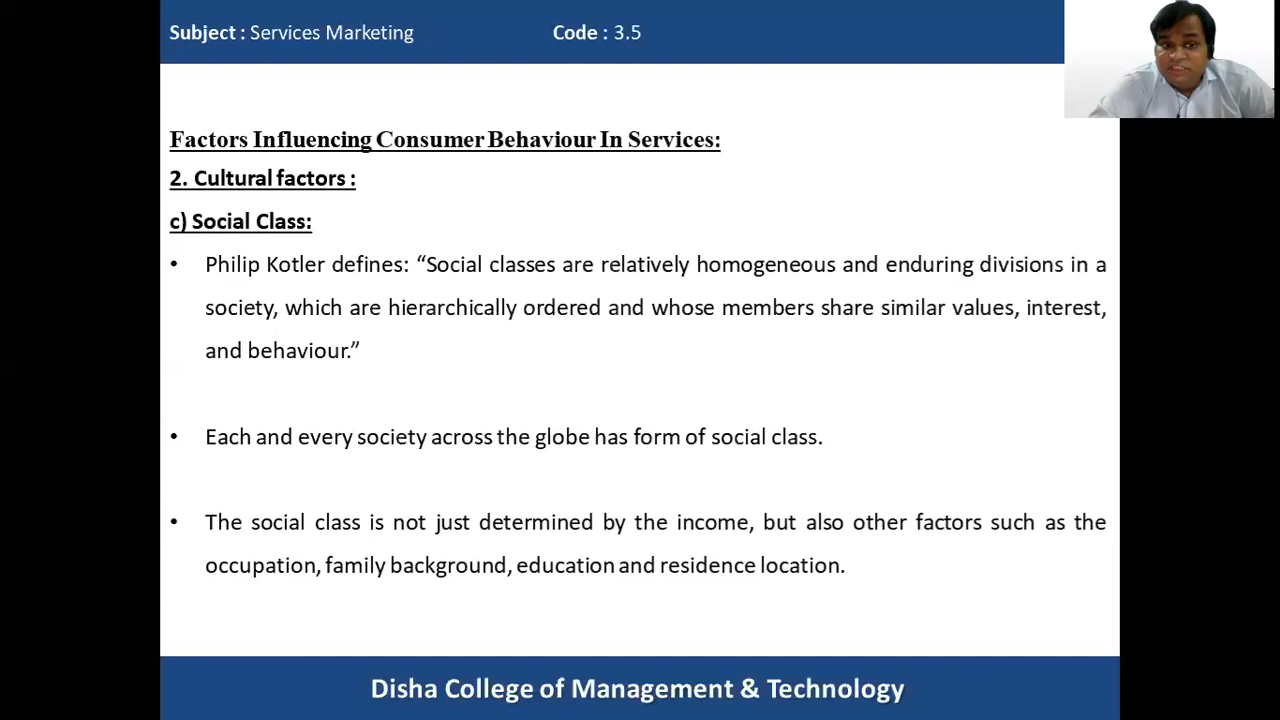 Subject : Services Marketing Code : 3.5
Factors Influencing Consumer Behaviour In Services:
2. Cultural factors :
c) Social Class:
• Philip Kotler defines: “Social classes are relatively homogeneous and enduring divisions in a
society, which are hierarchically ordered and whose members share similar values, interest,
and behaviour.”
• Each and every society across the globe has form of social class.
• The social class is not just determined by the income, but also other factors such as the
occupation, family background, education and residence location.
Disha College of Management & Technology